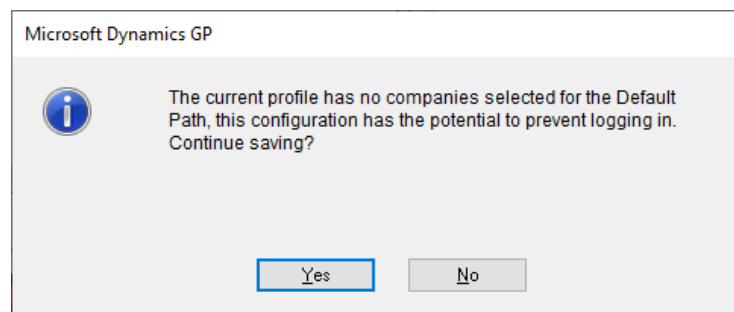 Microsoft Dynamics GP
The current profile has no companies selected for the Default
Path, this configuration has the potential to prevent logging in.
Continue saving?
Yes No